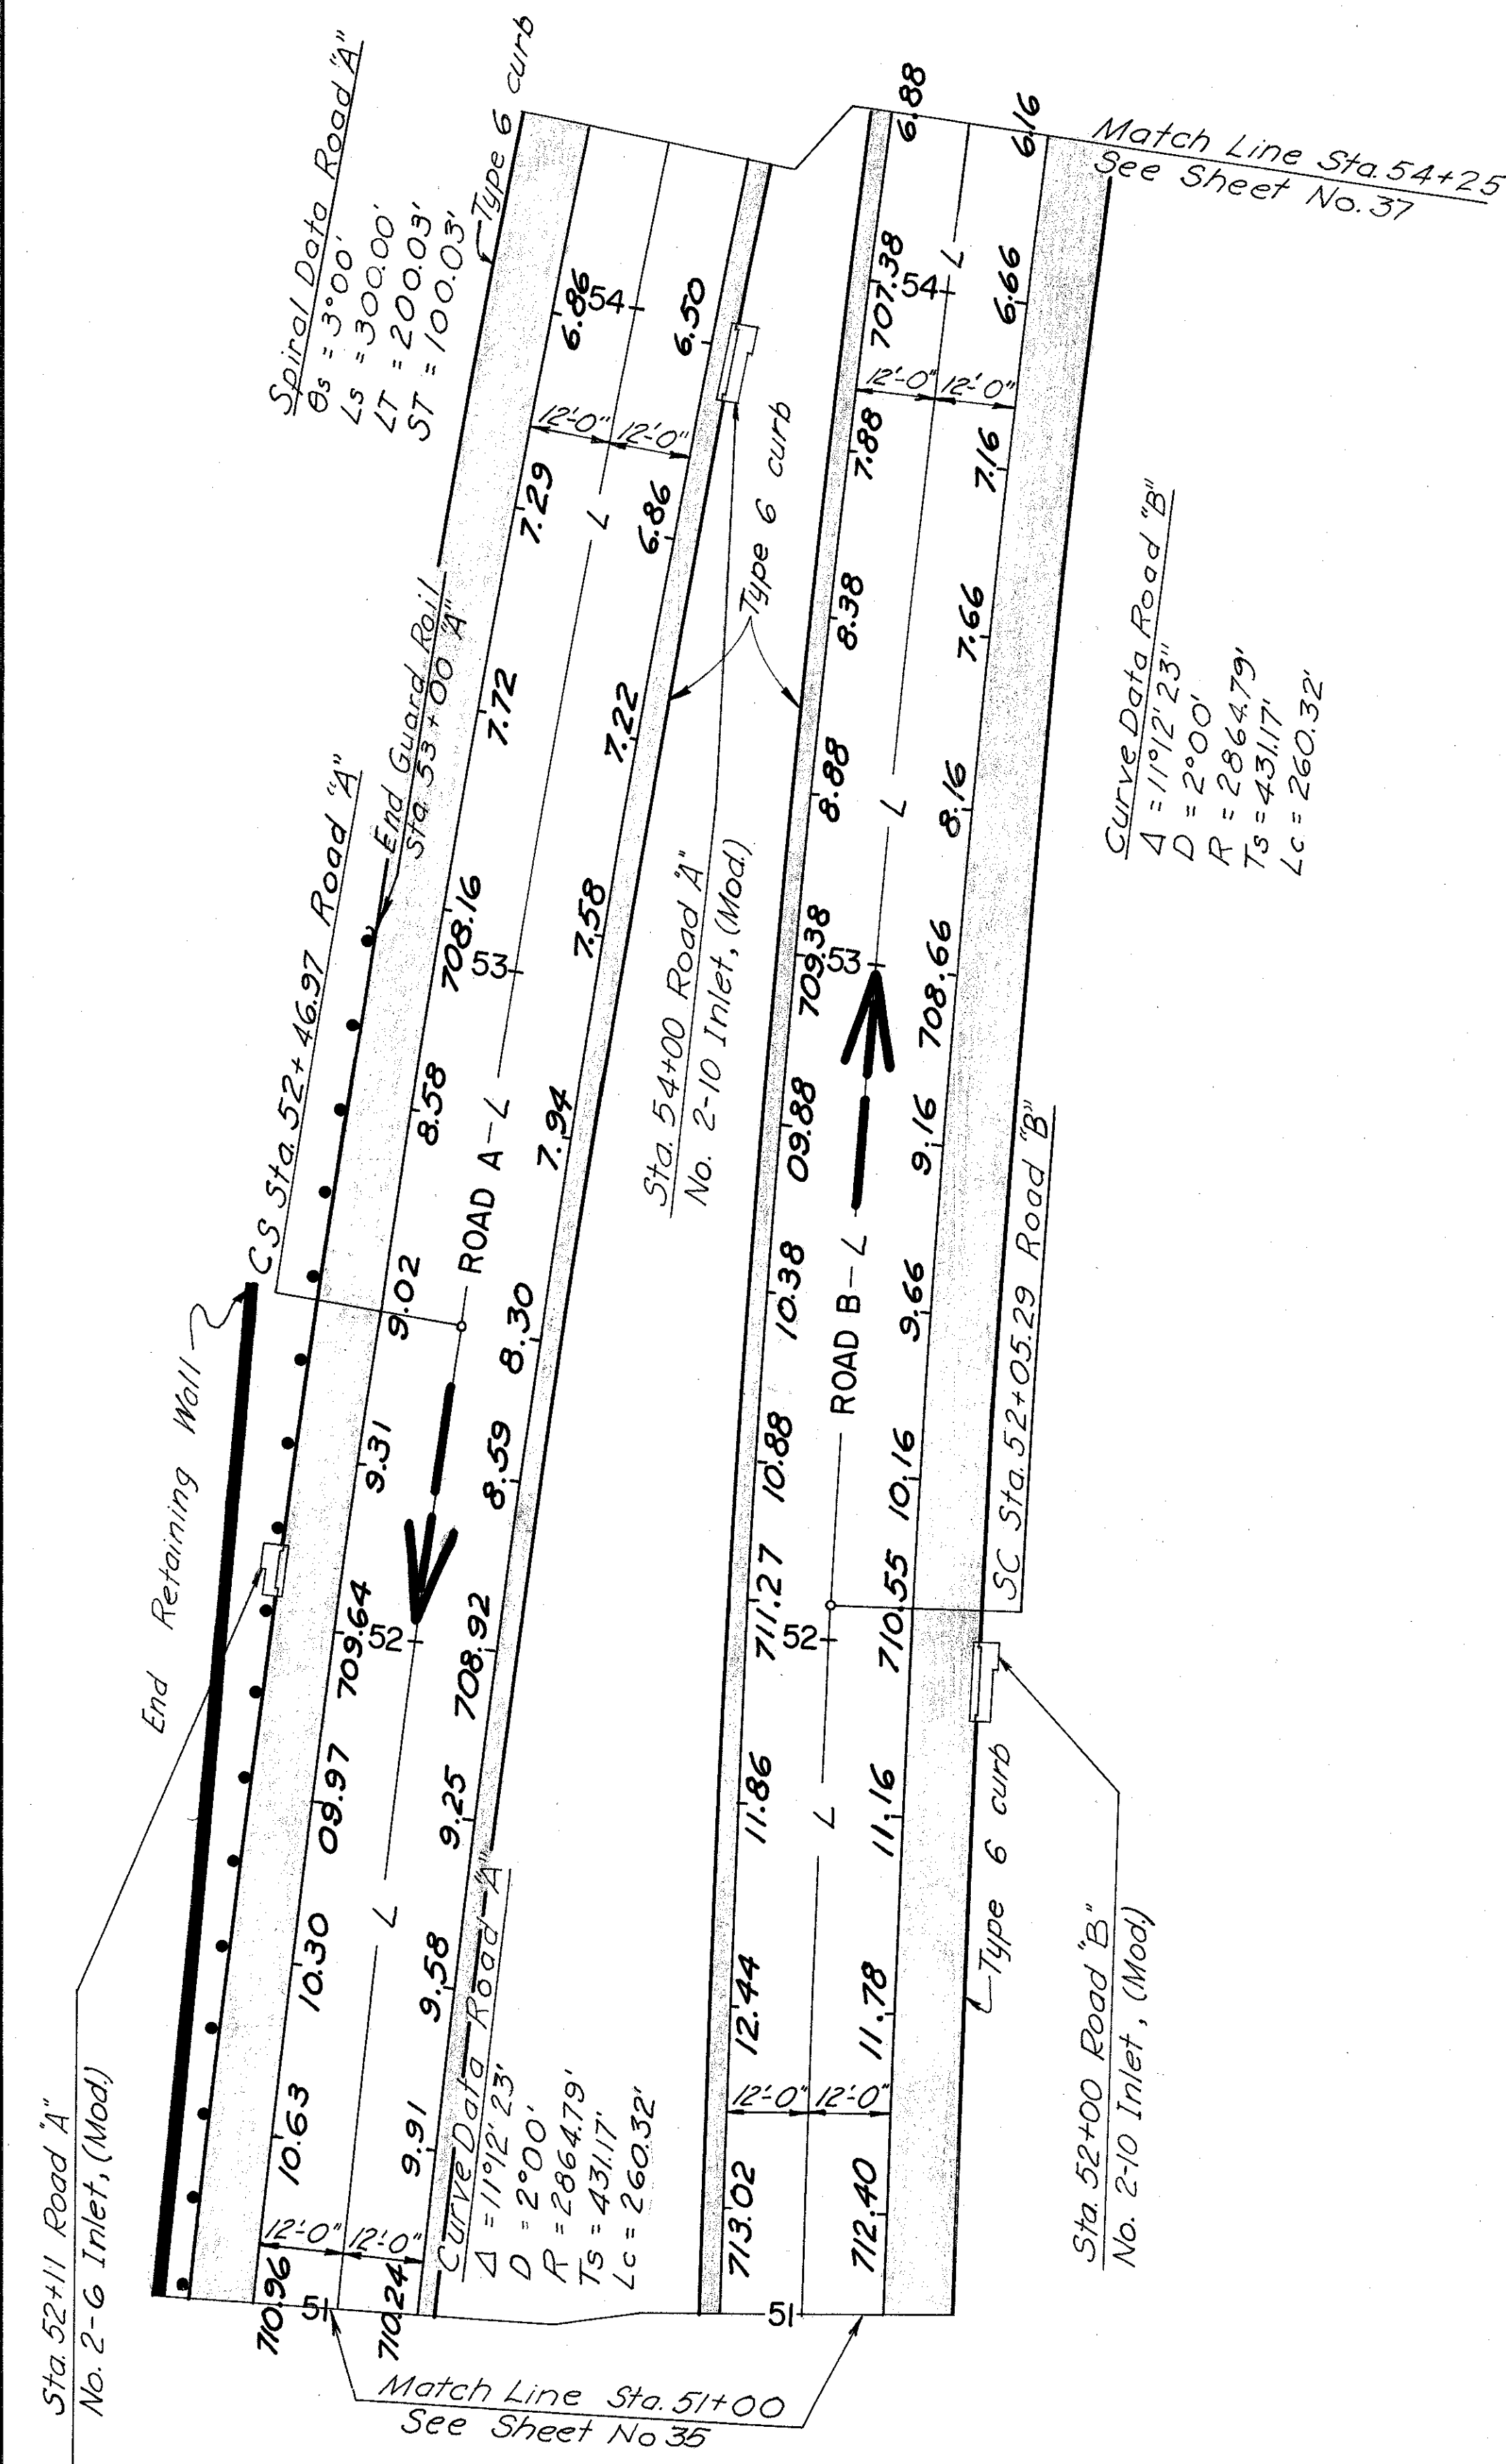 Spiral Data Road "A"
θs = 3°00'
Ls = 300.00'
LT = 200.03'
ST = 100.03'
Type 6 curb
Match Line Sta. 54+25
See Sheet No. 37
End Guard Rail
Sta. 53+00 "A"
C.S Sta. 52+46.97 Road "A"
End Retaining Wall
Sta. 52+11 Road "A"
No. 2-6 Inlet, (Mod.)
710.96
10.63
10.30
09.97
709.64
9.31
9.02
8.58
708.16
7.72
7.29
6.86
12'-0"
12'-0"
51
L
52
ROAD A-L
53
L
12'-0"
12'-0"
54
710.24
9.91
9.58
9.25
708.92
8.59
8.30
7.94
7.58
7.22
6.86
6.50
Curve Data Road "A"
Δ = 11°12' 23'
D = 2°00'
R = 2864.79'
Ts = 431.17'
Lc = 260.32'
Sta. 54+00 Road "A"
No. 2-10 Inlet, (Mod.)
Type 6 curb
713.02
12.44
11.86
711.27
10.88
10.38
09.88
709.38
8.88
8.38
7.88
707.38
6.88
51
12'-0"
12'-0"
L
52
ROAD B-L
53
L
12'-0"
12'-0"
54
L
712.40
11.78
11.16
710.55
10.16
9.66
9.16
708.66
8.16
7.66
7.16
6.66
6.16
Type 6 curb
SC Sta. 52+05.29 Road "B"
Sta. 52+00 Road "B"
No. 2-10 Inlet, (Mod.)
Curve Data Road "B"
Δ = 11°12' 23"
D = 2°00'
R = 2864.79'
Ts = 431.17'
Lc = 260.32'
Match Line Sta. 51+00
See Sheet No 35